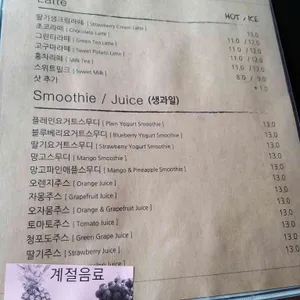 Latte
HOT / ICE
딸기생크림라떼 [ Strawberry Cream Latte ] 13.0
초코라떼 [ Chocolate Latte ] 11.0 / 12.0
그린티라떼 [ Green Tea Latte ] 11.0 / 12.0
고구마라떼 [ Sweet Potato Latte ] 11.0 / 12.0
홍차라떼 [ Milk Tea ] 11.0 / 12.0
스위트밀크 [ Sweet Milk ] 8.0 / 9.0
샷 추가 + 1.0
Smoothie / Juice (생과일)
플레인요거트스무디 [ Plain Yogurt Smoothie ] 13.0
블루베리요거트스무디 [ Blueberry Yogurt Smoothie ] 13.0
딸기요거트스무디 [ Strawberry Yogurt Smoothie ] 13.0
망고스무디 [ Mango Smoothie ] 13.0
망고파인애플스무디 [ Mango & Pineapple Smoothie ] 13.0
오렌지주스 [ Orange Juice ] 13.0
자몽주스 [ Grapefruit Juice ] 13.0
오자몽주스 [ Orange & Grapefruit Juice ] 13.0
토마토주스 [ Tomato Juice ] 13.0
청포도주스 [ Green Grape Juice ] 13.0
딸기주스 [ Strawberry Juice ] 13.0
Juice ] 13.0
계절음료